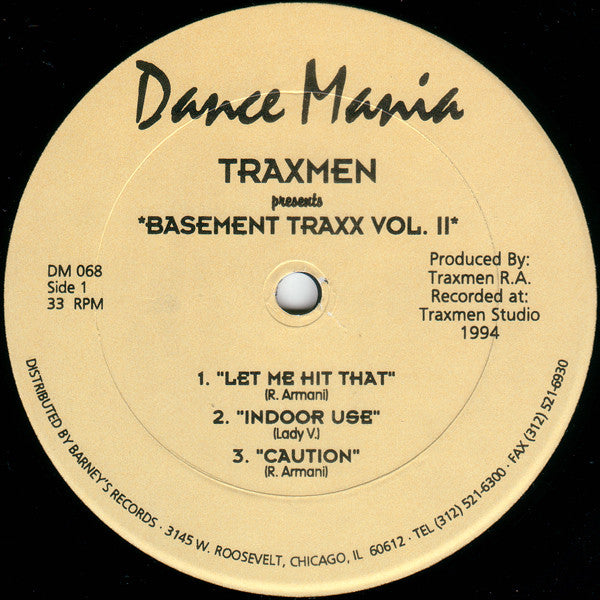 Dance Mania
TRAXMEN
presents
*BASEMENT TRAXX VOL. II*
DM 068
Side 1
33 RPM
Produced By:
Traxmen R.A.
Recorded at:
Traxmen Studio
1994
1. "LET ME HIT THAT"
(R. Armani)
2. "INDOOR USE"
(Lady V.)
3. "CAUTION"
(R. Armani)
DISTRIBUTED BY BARNEY'S RECORDS · 3145 W. ROOSEVELT, CHICAGO, IL 60612 · TEL (312) 521-6300 · FAX (312) 521-6930